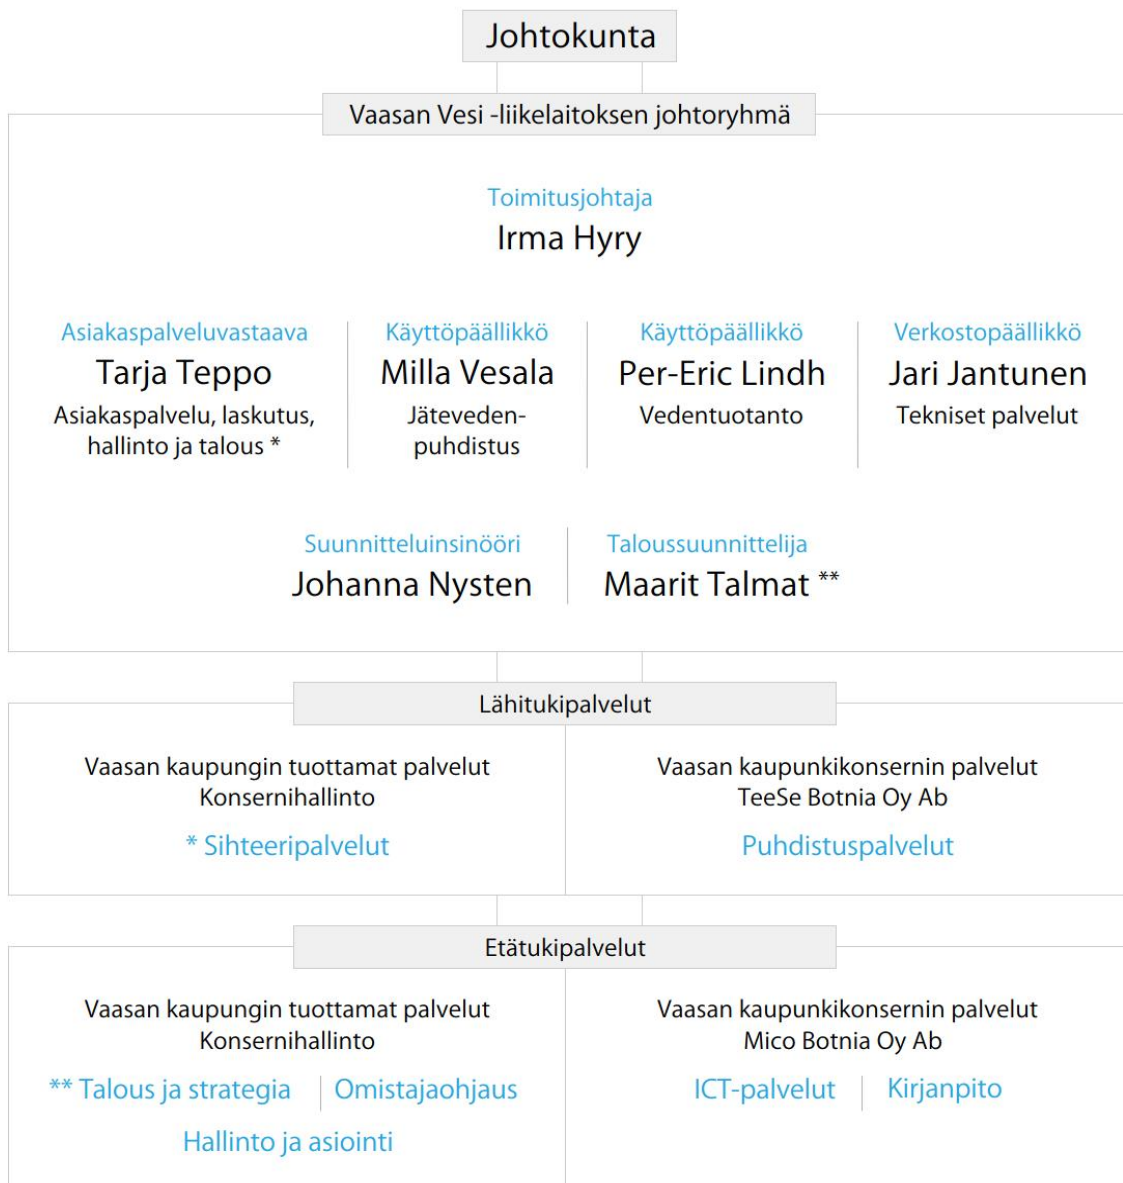 Johtokunta
Vaasan Vesi -liikelaitoksen johtoryhmä
Toimitusjohtaja
Irma Hyry
Asiakaspalveluvastaava
Tarja Teppo
Asiakaspalvelu, laskutus,
hallinto ja talous *
Käyttöpäällikkö
Milla Vesala
Jäteveden-
puhdistus
Käyttöpäällikkö
Per-Eric Lindh
Vedentuotanto
Verkostopäällikkö
Jari Jantunen
Tekniset palvelut
Suunnitteluinsinööri
Johanna Nysten
Taloussuunnittelija
Maarit Talmat **
Lähitukipalvelut
Vaasan kaupungin tuottamat palvelut
Konsernihallinto
* Sihteeripalvelut
Vaasan kaupunkikonsernin palvelut
TeeSe Botnia Oy Ab
Puhdistuspalvelut
Etätukipalvelut
Vaasan kaupungin tuottamat palvelut
Konsernihallinto
** Talous ja strategia
Omistajaohjaus
Hallinto ja asiointi
Vaasan kaupunkikonsernin palvelut
Mico Botnia Oy Ab
ICT-palvelut
Kirjanpito